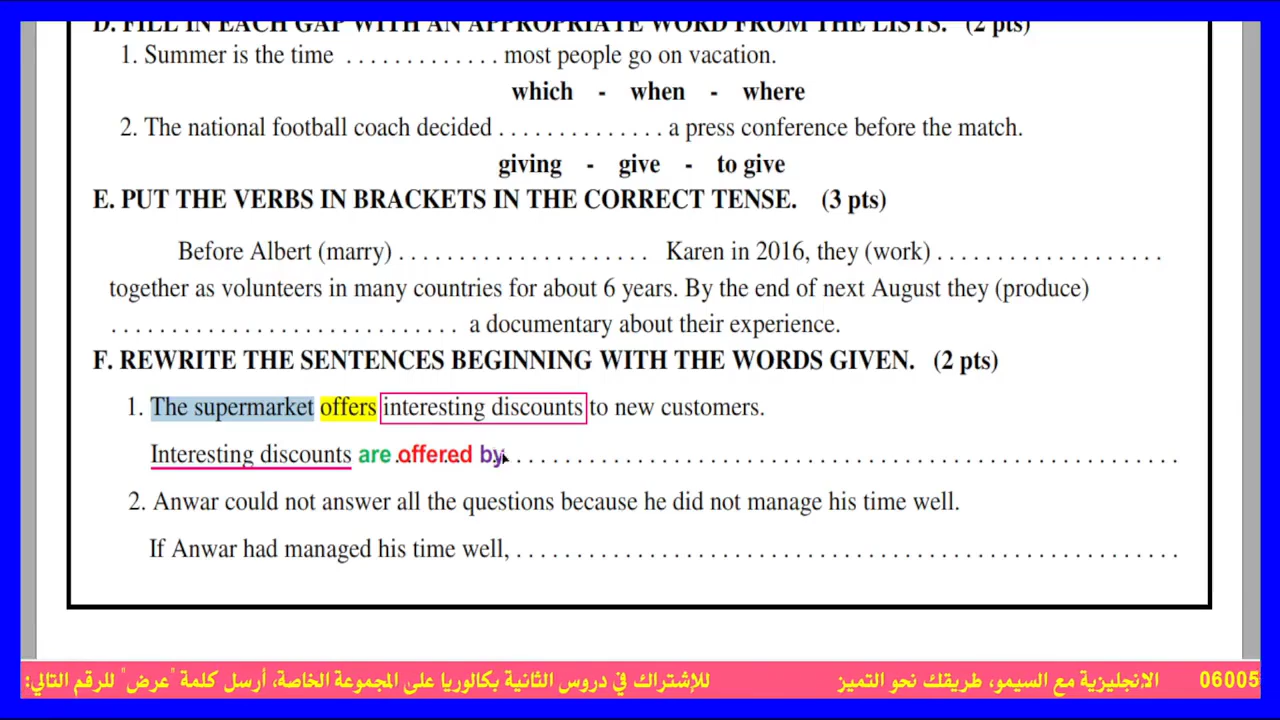 D. FILL IN EACH GAP WITH AN APPROPRIATE WORD FROM THE LISTS. (2 pts)
1. Summer is the time . . . . . . . . . . . . . most people go on vacation.
which - when - where
2. The national football coach decided . . . . . . . . . . . . . . a press conference before the match.
giving - give - to give
E. PUT THE VERBS IN BRACKETS IN THE CORRECT TENSE. (3 pts)
Before Albert (marry) . . . . . . . . . . . . . . . . . . . . . Karen in 2016, they (work) . . . . . . . . . . . . . . . . . . .
together as volunteers in many countries for about 6 years. By the end of next August they (produce)
. . . . . . . . . . . . . . . . . . . . . . . . . . . . . a documentary about their experience.
F. REWRITE THE SENTENCES BEGINNING WITH THE WORDS GIVEN. (2 pts)
1. The supermarket offers interesting discounts to new customers.
Interesting discounts are offered by . . . . . . . . . . . . . . . . . . . . . . . . . . . . . . . . . . . . . . . . . . . . . . . . . . . . . . .
2. Anwar could not answer all the questions because he did not manage his time well.
If Anwar had managed his time well, . . . . . . . . . . . . . . . . . . . . . . . . . . . . . . . . . . . . . . . . . . . . . . . . . . . . . . .
للإشتراك في دروس الثانية بكالوريا على المجموعة الخاصة، أرسل كلمة "عرض" للرقم التالي: الانجليزية مع السيمو، طريقك نحو التميز 06005